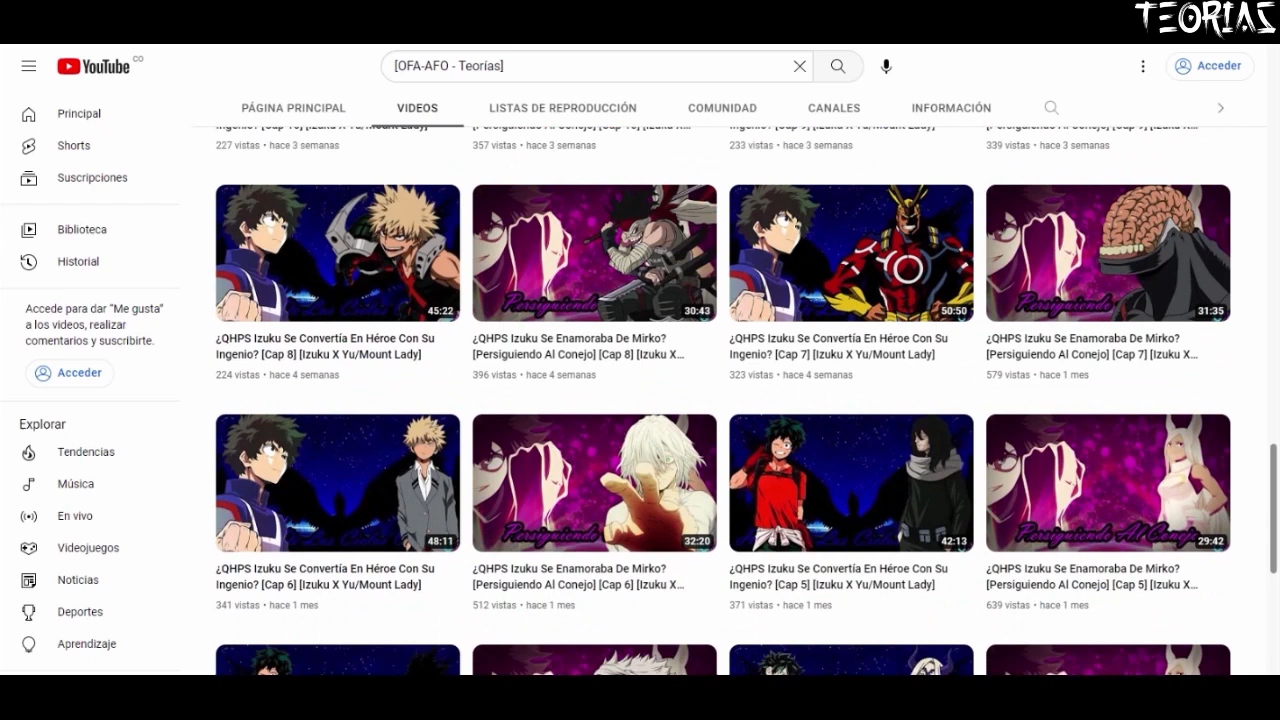 TEORIAS
YouTube CO
[OFA-AFO - Teorías]
Acceder
PÁGINA PRINCIPAL
VIDEOS
LISTAS DE REPRODUCCIÓN
COMUNIDAD
CANALES
INFORMACIÓN
Principal
Shorts
Suscripciones
Biblioteca
Historial
Accede para dar "Me gusta"
a los videos, realizar
comentarios y suscribirte.
Acceder
Explorar
Tendencias
Música
En vivo
Videojuegos
Noticias
Deportes
Aprendizaje
227 vistas • hace 3 semanas
357 vistas • hace 3 semanas
233 vistas • hace 3 semanas
339 vistas • hace 3 semanas
45:22
¿QHPS Izuku Se Convertía En Héroe Con Su
Ingenio? [Cap 8] [Izuku X Yu/Mount Lady]
224 vistas • hace 4 semanas
Persiguiendo
30:43
¿QHPS Izuku Se Enamoraba De Mirko?
[Persiguiendo Al Conejo] [Cap 8] [Izuku X...
396 vistas • hace 4 semanas
50:50
¿QHPS Izuku Se Convertía En Héroe Con Su
Ingenio? [Cap 7] [Izuku X Yu/Mount Lady]
323 vistas • hace 4 semanas
Persiguiendo
31:35
¿QHPS Izuku Se Enamoraba De Mirko?
[Persiguiendo Al Conejo] [Cap 7] [Izuku X...
579 vistas • hace 1 mes
48:11
¿QHPS Izuku Se Convertía En Héroe Con Su
Ingenio? [Cap 6] [Izuku X Yu/Mount Lady]
341 vistas • hace 1 mes
Persiguiendo
32:20
¿QHPS Izuku Se Enamoraba De Mirko?
[Persiguiendo Al Conejo] [Cap 6] [Izuku X...
512 vistas • hace 1 mes
42:13
¿QHPS Izuku Se Convertía En Héroe Con Su
Ingenio? [Cap 5] [Izuku X Yu/Mount Lady]
371 vistas • hace 1 mes
Persiguiendo Al Conejo
29:42
¿QHPS Izuku Se Enamoraba De Mirko?
[Persiguiendo Al Conejo] [Cap 5] [Izuku X...
639 vistas • hace 1 mes